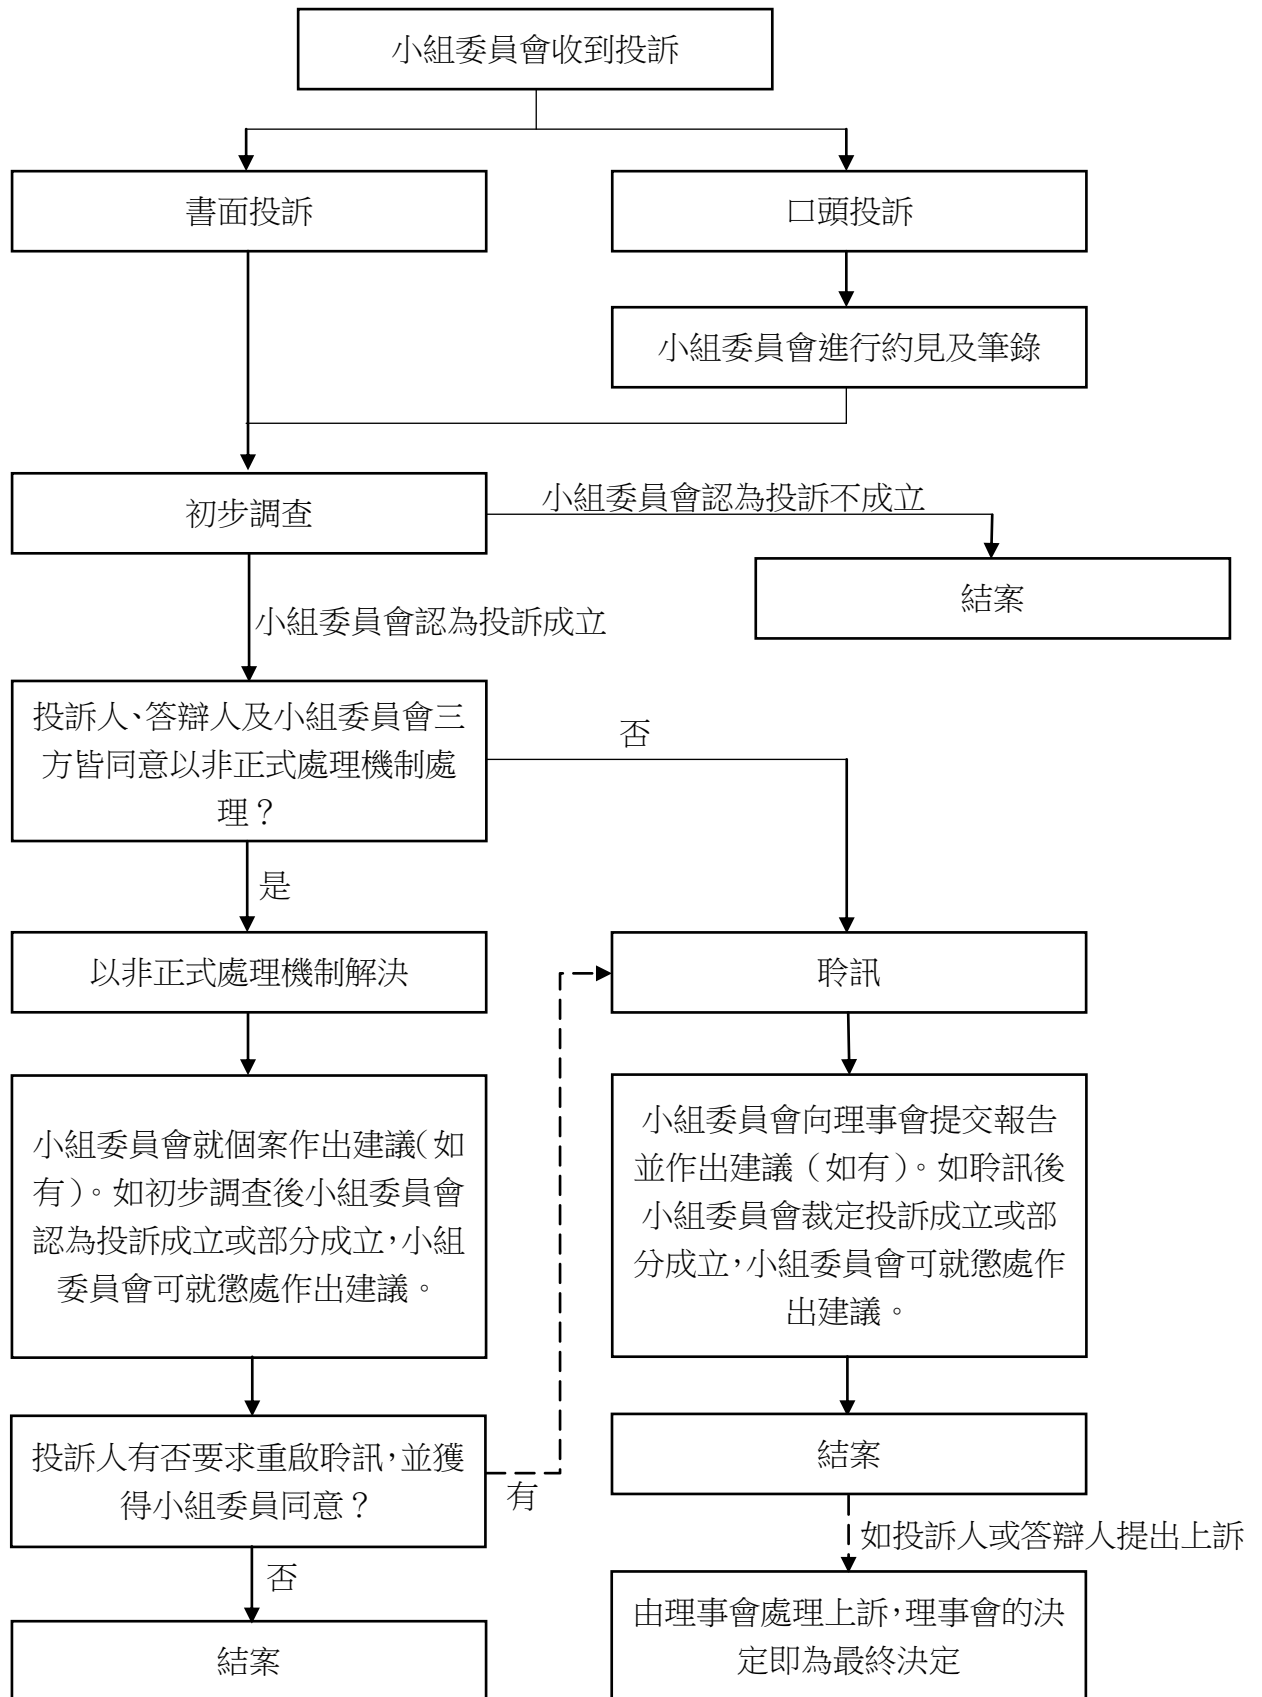 小組委員會收到投訴
書面投訴
口頭投訴
小組委員會進行約見及筆錄
初步調查
小組委員會認為投訴不成立
結案
小組委員會認為投訴成立
投訴人、答辯人及小組委員會三
方皆同意以非正式處理機制處
理？
否
是
以非正式處理機制解決
聆訊
小組委員會就個案作出建議(如
有)。如初步調查後小組委員會
認為投訴成立或部分成立，小組
委員會可就懲處作出建議。
小組委員會向理事會提交報告
並作出建議（如有）。如聆訊後
小組委員會裁定投訴成立或部
分成立，小組委員會可就懲處作
出建議。
投訴人有否要求重啟聆訊，並獲
得小組委員同意？
有
結案
如投訴人或答辯人提出上訴
否
結案
由理事會處理上訴，理事會的決
定即為最終決定